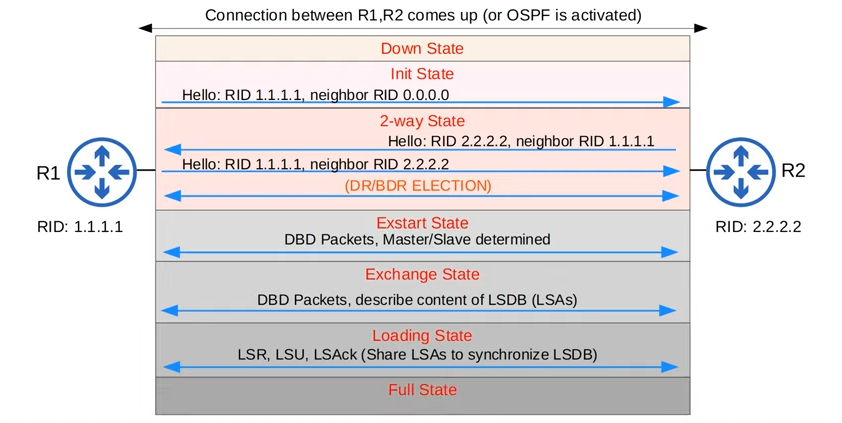 Connection between R1,R2 comes up (or OSPF is activated)
Down State
Init State
Hello: RID 1.1.1.1, neighbor RID 0.0.0.0
2-way State
Hello: RID 2.2.2.2, neighbor RID 1.1.1.1
Hello: RID 1.1.1.1, neighbor RID 2.2.2.2
(DR/BDR ELECTION)
R1
R2
RID: 1.1.1.1
RID: 2.2.2.2
Exstart State
DBD Packets, Master/Slave determined
Exchange State
DBD Packets, describe content of LSDB (LSAs)
Loading State
LSR, LSU, LSAck (Share LSAs to synchronize LSDB)
Full State